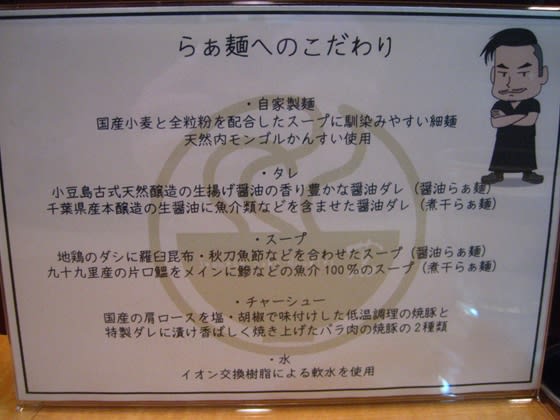 らぁ麺へのこだわり
・自家製麺
国産小麦と全粒粉を配合したスープに馴染みやすい細麺
天然内モンゴルかんすい使用
・タレ
小豆島古式天然醸造の生揚げ醤油の香り豊かな醤油ダレ（醤油らぁ麺）
千葉県産本醸造の生醤油に魚介類などを含ませた醤油ダレ（煮干らぁ麺）
・スープ
地鶏のダシに羅臼昆布・秋刀魚節などを合わせたスープ（醤油らぁ麺）
九十九里産の片口鰮をメインに鯵などの魚介100%のスープ（煮干らぁ麺）
・チャーシュー
国産の肩ロースを塩・胡椒で味付けした低温調理の焼豚と
特製ダレに漬け香ばしく焼き上げたバラ肉の焼豚の2種類
・水
イオン交換樹脂による軟水を使用